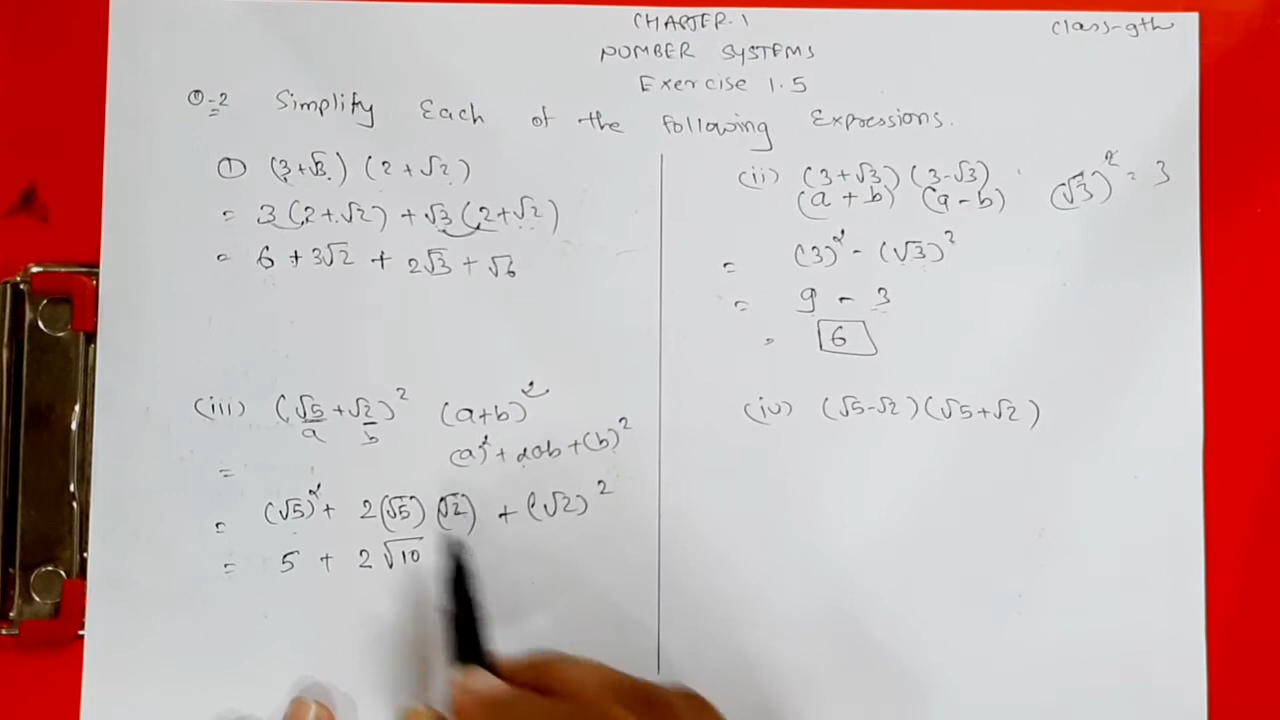 CHAPTER-1
Class-9th
NUMBER SYSTEMS
Exercise 1.5
Q-2 Simplify Each of the following Expressions.
① (3+√3) (2+√2)
= 3(2+√2) + √3(2+√2)
= 6 + 3√2 + 2√3 + √6
(ii) (3+√3) (3-√3) (√3)² = 3
(a + b) (a-b)
= (3)² - (√3)²
= 9 - 3
= 6
(iii) (√5 + √2)² (a+b)²
a b
= (a)² + 2ab + (b)²
= (√5)² + 2(√5)(√2) + (√2)²
= 5 + 2√10
(iv) (√5-√2)(√5+√2)